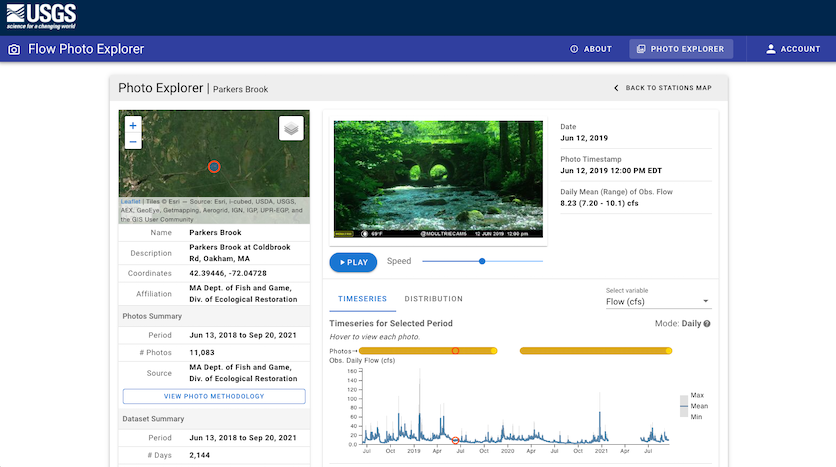 USGS
science for a changing world
Flow Photo Explorer
ABOUT
PHOTO EXPLORER
ACCOUNT
Photo Explorer | Parkers Brook
BACK TO STATIONS MAP
+
−
Leaflet | Tiles © Esri — Source: Esri, i-cubed, USDA, USGS,
AEX, GeoEye, Getmapping, Aerogrid, IGN, IGP, UPR-EGP, and
the GIS User Community
Name Parkers Brook
Description Parkers Brook at Coldbrook
Rd, Oakham, MA
Coordinates 42.39446, -72.04728
Affiliation MA Dept. of Fish and Game,
Div. of Ecological Restoration
Photos Summary
Period Jun 13, 2018 to Sep 20, 2021
# Photos 11,083
Source MA Dept. of Fish and Game,
Div. of Ecological Restoration
VIEW PHOTO METHODOLOGY
Dataset Summary
Period Jun 13, 2018 to Sep 20, 2021
# Days 2,144
69°F @MOULTRIECAM5 12 JUN 2019 12:00 pm
Date
Jun 12, 2019
Photo Timestamp
Jun 12, 2019 12:00 PM EDT
Daily Mean (Range) of Obs. Flow
8.23 (7.20 - 10.1) cfs
PLAY
Speed
TIMESERIES
DISTRIBUTION
Select variable
Flow (cfs)
Timeseries for Selected Period
Mode: Daily
Hover to view each photo.
Photos→
Obs. Daily Flow (cfs)
160
140
120
100
80
60
40
20
0.0
Jul Oct 2019 Apr Jul Oct 2020 Apr Jul Oct 2021 Apr Jul
Max
Mean
Min